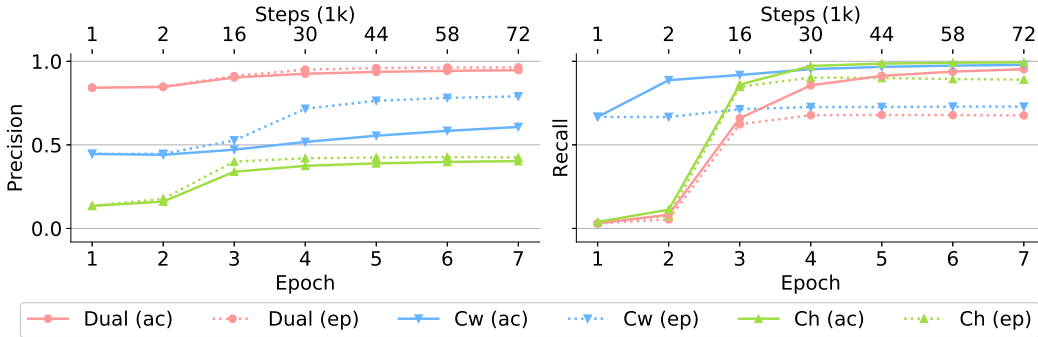 Steps (1k)
1 2 16 30 44 58 72
1.0
0.5
0.0
Precision
1 2 3 4 5 6 7
Epoch
Steps (1k)
1 2 16 30 44 58 72
Recall
1 2 3 4 5 6 7
Epoch
Dual (ac) Dual (ep) Cw (ac) Cw (ep) Ch (ac) Ch (ep)